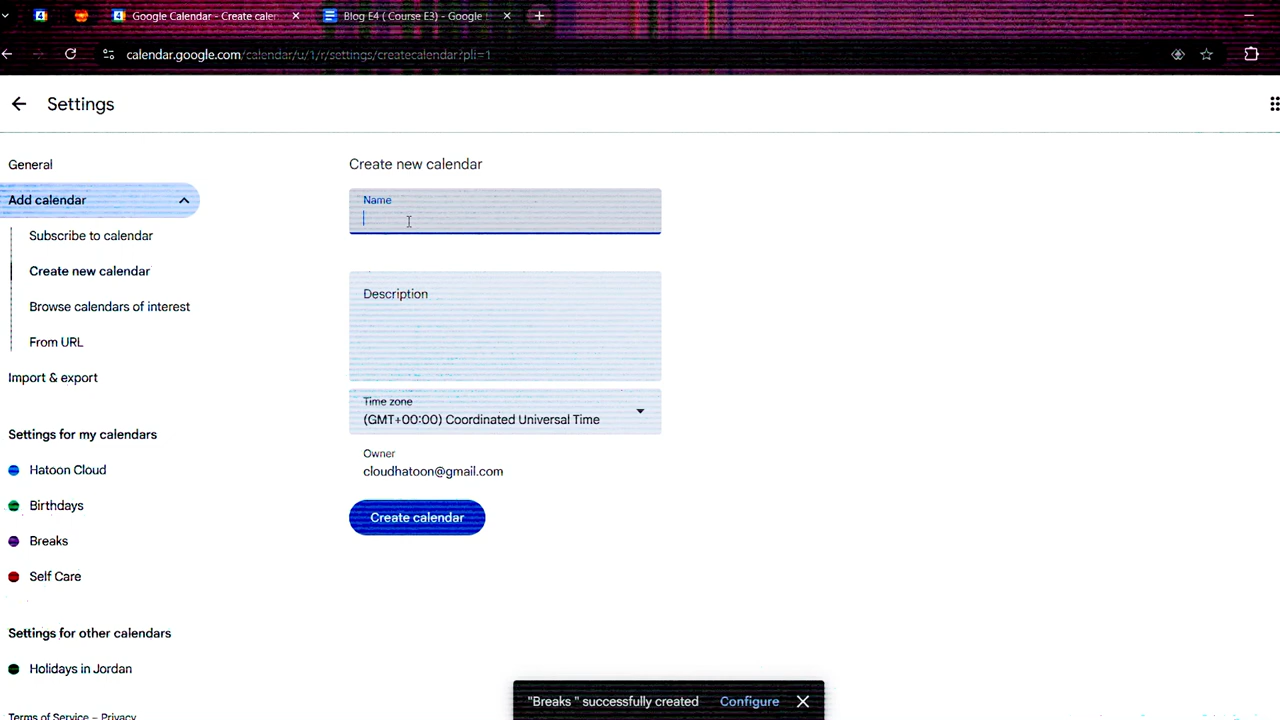 Google Calendar - Create caler
Blog E4 ( Course E3) - Google
calendar.google.com/calendar/u/1/r/settings/createcalendar?pli=1
Settings
General
Add calendar
Subscribe to calendar
Create new calendar
Browse calendars of interest
From URL
Import & export
Settings for my calendars
Hatoon Cloud
Birthdays
Breaks
Self Care
Settings for other calendars
Holidays in Jordan
Terms of Service – Privacy
Create new calendar
Name
Description
Time zone
(GMT+00:00) Coordinated Universal Time
Owner
cloudhatoon@gmail.com
Create calendar
"Breaks " successfully created
Configure